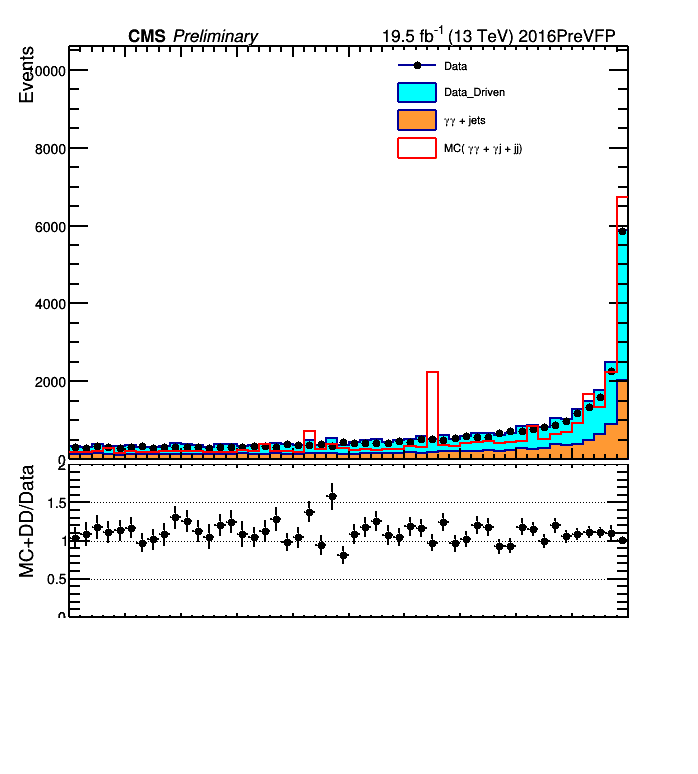 CMS Preliminary 19.5 fb⁻¹ (13 TeV) 2016PreVFP
Events
10000
8000
6000
4000
2000
0
Data
Data_Driven
γγ + jets
MC( γγ + γj + jj)
MC+DD/Data
2
1.5
1
0.5
0